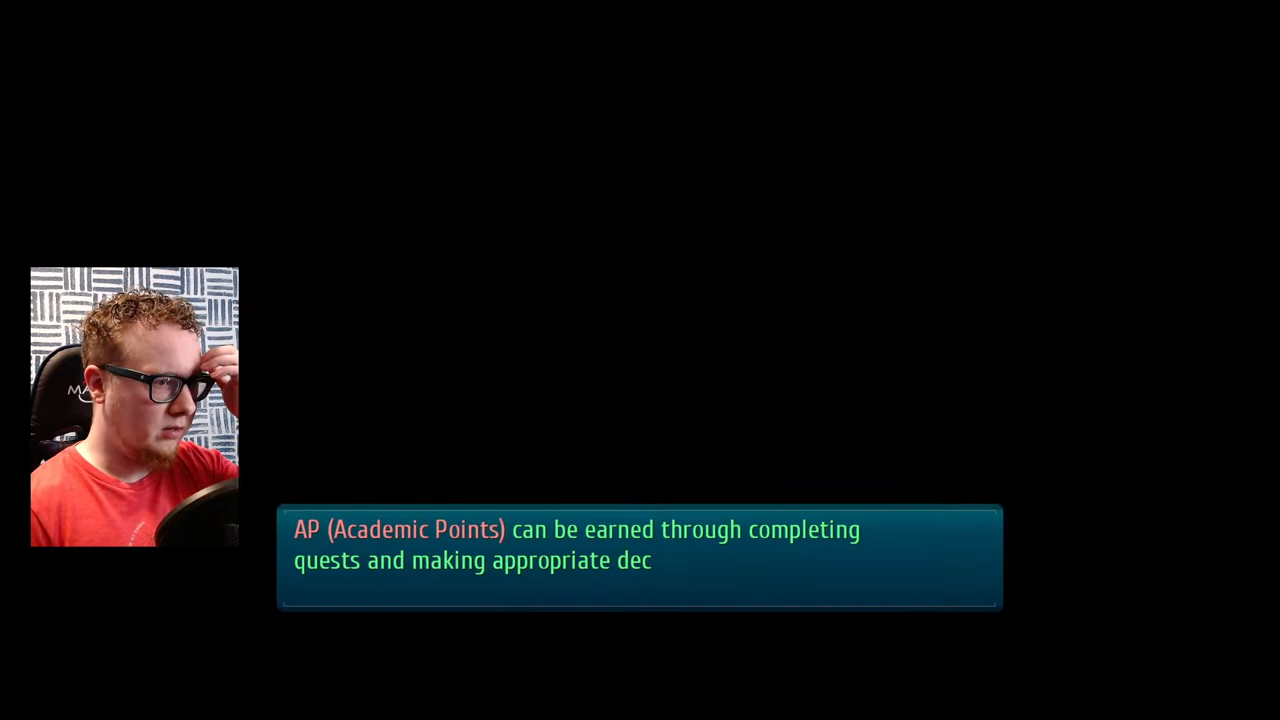 AP (Academic Points) can be earned through completing
quests and making appropriate dec